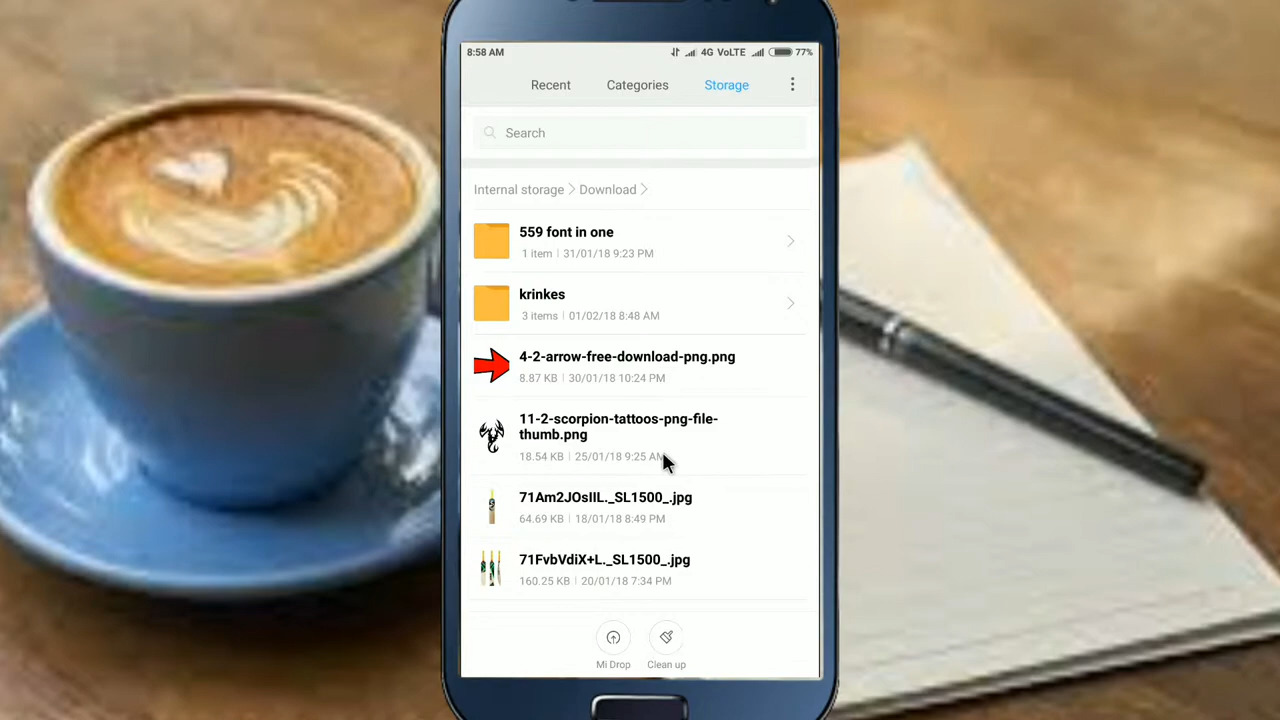 8:58 AM 4G VoLTE 77%
Recent Categories Storage
Search
Internal storage Download
559 font in one
1 item | 31/01/18 9:23 PM
krinkes
3 items | 01/02/18 8:48 AM
4-2-arrow-free-download-png.png
8.87 KB | 30/01/18 10:24 PM
11-2-scorpion-tattoos-png-file-
thumb.png
18.54 KB | 25/01/18 9:25 AM
71Am2JOsIIL._SL1500_.jpg
64.69 KB | 18/01/18 8:49 PM
71FvbVdiX+L._SL1500_.jpg
160.25 KB | 20/01/18 7:34 PM
Mi Drop Clean up